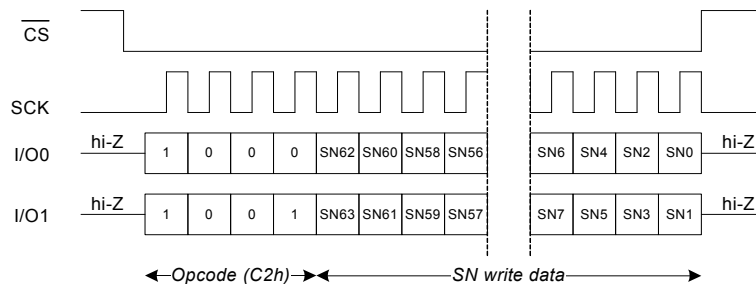 CS
SCK
hi-Z hi-Z
I/O0 1 0 0 0 SN62 SN60 SN58 SN56 SN6 SN4 SN2 SN0
hi-Z hi-Z
I/O1 1 0 0 1 SN63 SN61 SN59 SN57 SN7 SN5 SN3 SN1
Opcode (C2h) SN write data